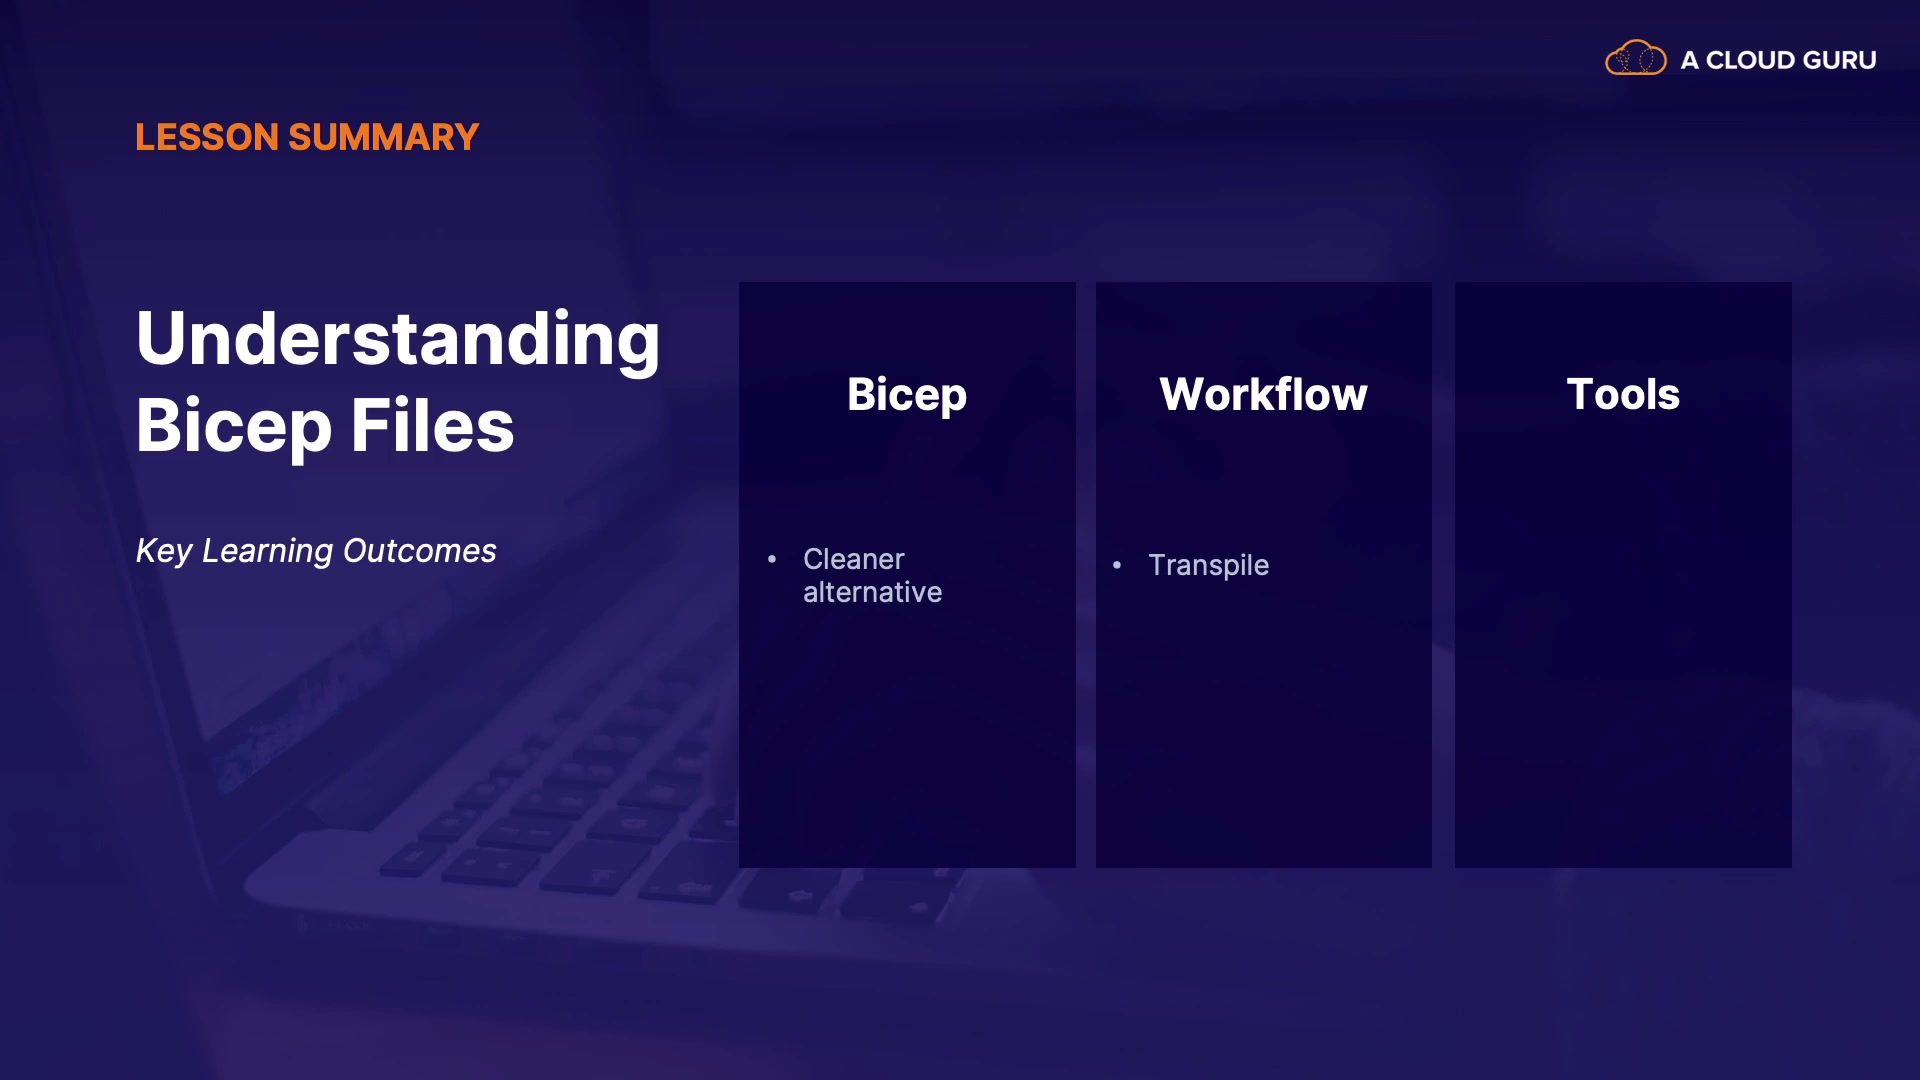 A CLOUD GURU
LESSON SUMMARY
Understanding
Bicep Files
Key Learning Outcomes
Bicep
• Cleaner
alternative
Workflow
• Transpile
Tools